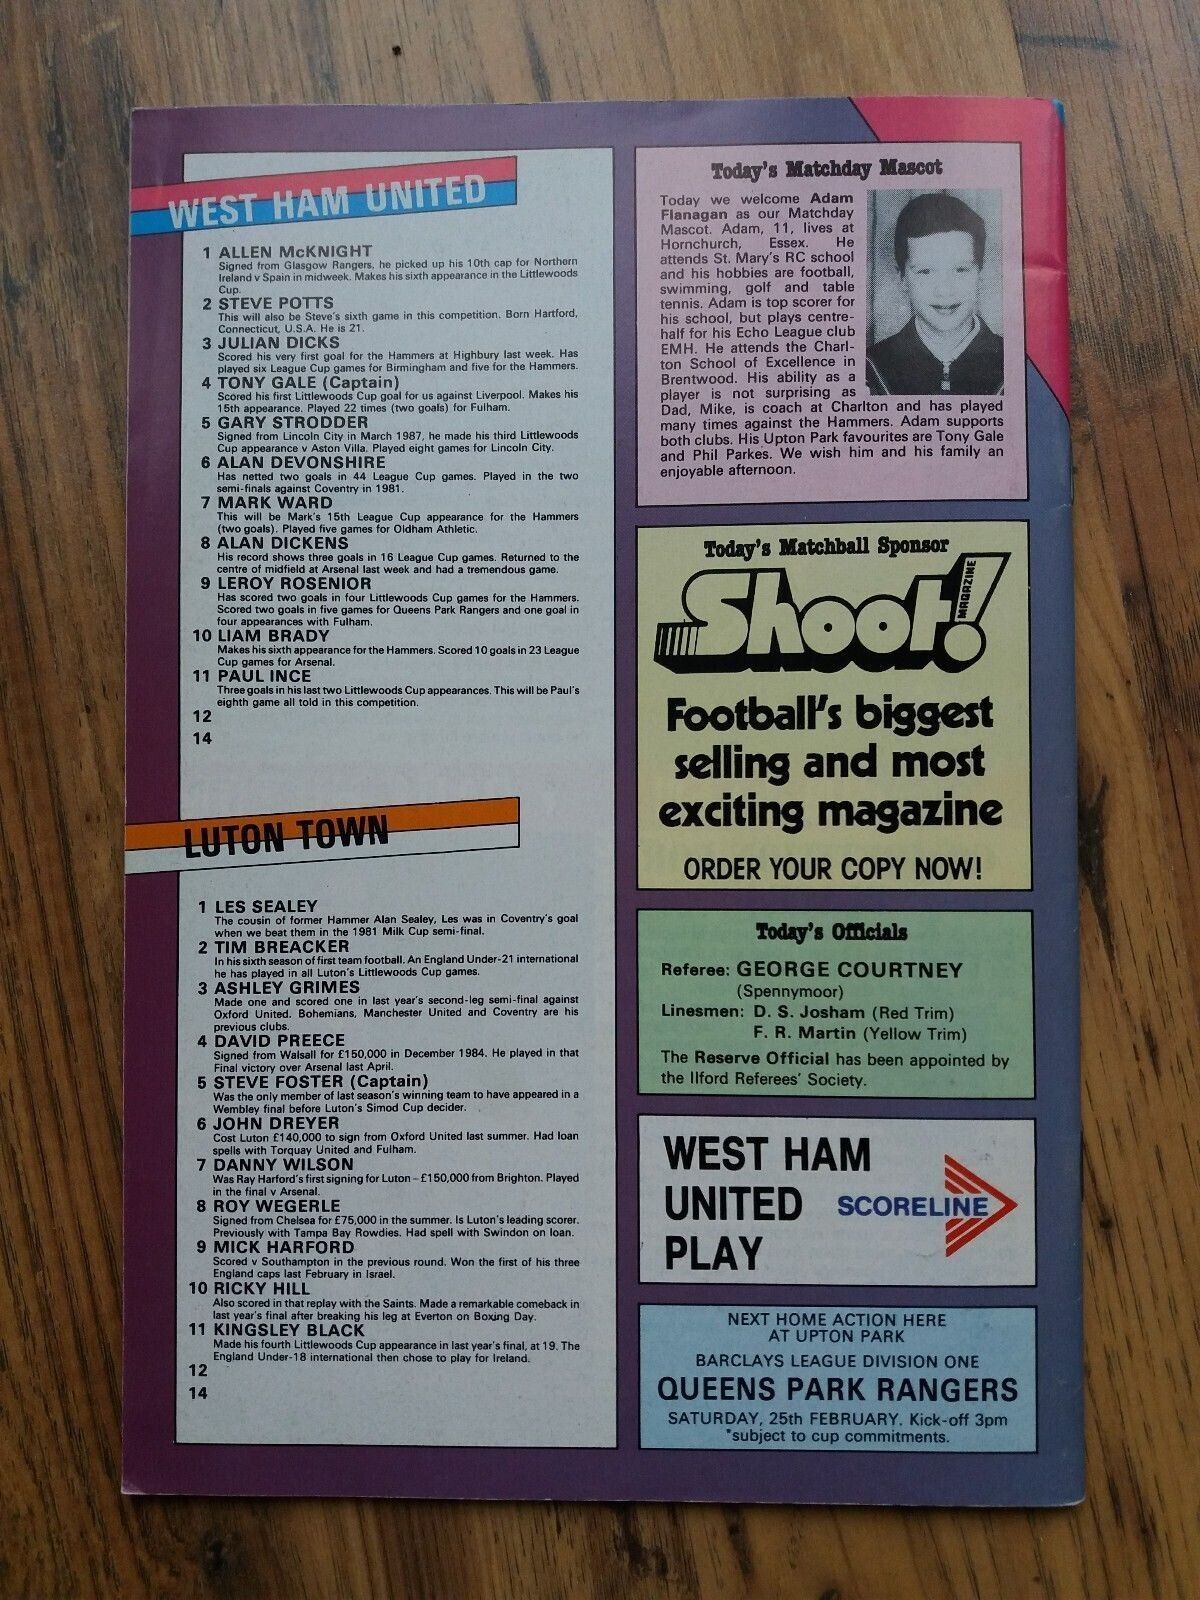 WEST HAM UNITED
1 ALLEN McKNIGHT
Signed from Glasgow Rangers, he picked up his 10th cap for Northern
Ireland v Spain in midweek. Makes his sixth appearance in the Littlewoods
Cup.
2 STEVE POTTS
This will also be Steve's sixth game in this competition. Born Hartford,
Connecticut, U.S.A. He is 21.
3 JULIAN DICKS
Scored his very first goal for the Hammers at Highbury last week. Has
played six League Cup games for Birmingham and five for the Hammers.
4 TONY GALE (Captain)
Scored his first Littlewoods Cup goal for us against Liverpool. Makes his
15th appearance. Played 22 times (two goals) for Fulham.
5 GARY STRODDER
Signed from Lincoln City in March 1987, he made his third Littlewoods
Cup appearance v Aston Villa. Played eight games for Lincoln City.
6 ALAN DEVONSHIRE
Has netted two goals in 44 League Cup games. Played in the two
semi-finals against Coventry in 1981.
7 MARK WARD
This will be Mark's 15th League Cup appearance for the Hammers
(two goals). Played five games for Oldham Athletic.
8 ALAN DICKENS
His record shows three goals in 16 League Cup games. Returned to the
centre of midfield at Arsenal last week and had a tremendous game.
9 LEROY ROSENIOR
Has scored two goals in four Littlewoods Cup games for the Hammers.
Scored two goals in five games for Queens Park Rangers and one goal in
four appearances with Fulham.
10 LIAM BRADY
Makes his sixth appearance for the Hammers. Scored 10 goals in 23 League
Cup games for Arsenal.
11 PAUL INCE
Three goals in his last two Littlewoods Cup appearances. This will be Paul's
eighth game all told in this competition.
12
14
LUTON TOWN
1 LES SEALEY
The cousin of former Hammer Alan Sealey, Les was in Coventry's goal
when we beat them in the 1981 Milk Cup semi-final.
2 TIM BREACKER
In his sixth season of first team football. An England Under-21 international
he has played in all Luton's Littlewoods Cup games.
3 ASHLEY GRIMES
Made one and scored one in last year's second-leg semi-final against
Oxford United. Bohemians, Manchester United and Coventry are his
previous clubs.
4 DAVID PREECE
Signed from Walsall for £150,000 in December 1984. He played in that
Final victory over Arsenal last April.
5 STEVE FOSTER (Captain)
Was the only member of last season's winning team to have appeared in a
Wembley final before Luton's Simod Cup decider.
6 JOHN DREYER
Cost Luton £140,000 to sign from Oxford United last summer. Had loan
spells with Torquay United and Fulham.
7 DANNY WILSON
Was Ray Harford's first signing for Luton – £150,000 from Brighton. Played
in the final v Arsenal.
8 ROY WEGERLE
Signed from Chelsea for £75,000 in the summer. Is Luton's leading scorer.
Previously with Tampa Bay Rowdies. Had spell with Swindon on loan.
9 MICK HARFORD
Scored v Southampton in the previous round. Won the first of his three
England caps last February in Israel.
10 RICKY HILL
Also scored in that replay with the Saints. Made a remarkable comeback in
last year's final after breaking his leg at Everton on Boxing Day.
11 KINGSLEY BLACK
Made his fourth Littlewoods Cup appearance in last year's final, at 19. The
England Under-18 international then chose to play for Ireland.
12
14
Today's Matchday Mascot
Today we welcome Adam
Flanagan as our Matchday
Mascot. Adam, 11, lives at
Hornchurch, Essex. He
attends St. Mary's RC school
and his hobbies are football,
swimming, golf and table
tennis. Adam is top scorer for
his school, but plays centre-
half for his Echo League club
EMH. He attends the Charl-
ton School of Excellence in
Brentwood. His ability as a
player is not surprising as
Dad, Mike, is coach at Charlton and has played
many times against the Hammers. Adam supports
both clubs. His Upton Park favourites are Tony Gale
and Phil Parkes. We wish him and his family an
enjoyable afternoon.
Today's Matchball Sponsor
Shoot!
MAGAZINE
Football's biggest
selling and most
exciting magazine
ORDER YOUR COPY NOW!
Today's Officials
Referee: GEORGE COURTNEY
(Spennymoor)
Linesmen: D. S. Josham (Red Trim)
F. R. Martin (Yellow Trim)
The Reserve Official has been appointed by
the Ilford Referees' Society.
WEST HAM
UNITED
PLAY
SCORELINE
NEXT HOME ACTION HERE
AT UPTON PARK
BARCLAYS LEAGUE DIVISION ONE
QUEENS PARK RANGERS
SATURDAY, 25th FEBRUARY. Kick-off 3pm
*subject to cup commitments.